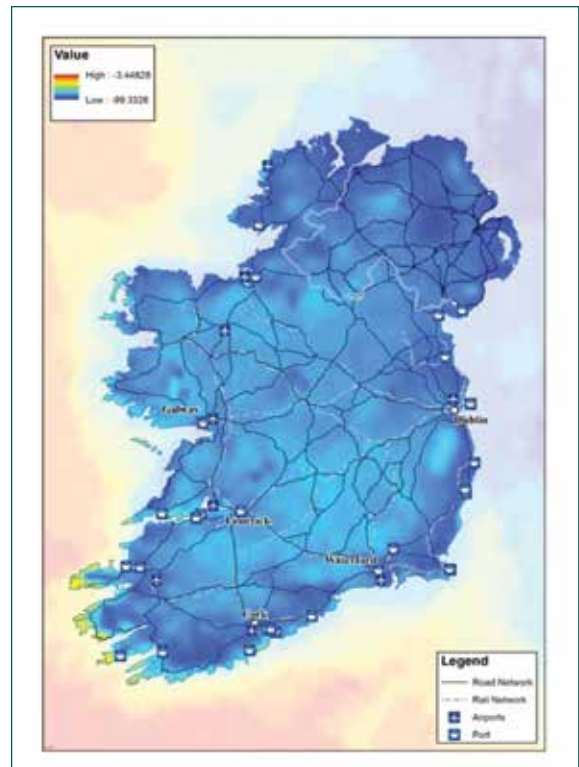 Value
High : -3.44828
Low : -99.3328
Galway
Dublin
Limerick
Waterford
Cork
Legend
Road Network
Rail Network
Airports
Port